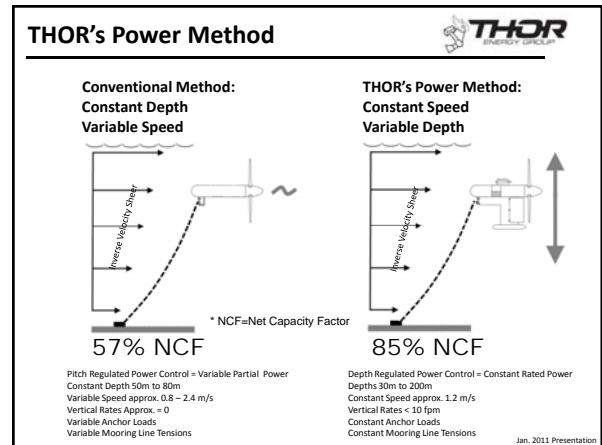 THOR's Power Method
THOR
ENERGY GROUP
Conventional Method:
Constant Depth
Variable Speed
Inverse Velocity Sheer
57% NCF
Pitch Regulated Power Control = Variable Partial Power
Constant Depth 50m to 80m
Variable Speed approx. 0.8 – 2.4 m/s
Vertical Rates Approx. = 0
Variable Anchor Loads
Variable Mooring Line Tensions
* NCF=Net Capacity Factor
THOR's Power Method:
Constant Speed
Variable Depth
Inverse Velocity Sheer
85% NCF
Depth Regulated Power Control = Constant Rated Power
Depths 30m to 200m
Constant Speed approx. 1.2 m/s
Vertical Rates < 10 fpm
Constant Anchor Loads
Constant Mooring Line Tensions
Jan. 2011 Presentation